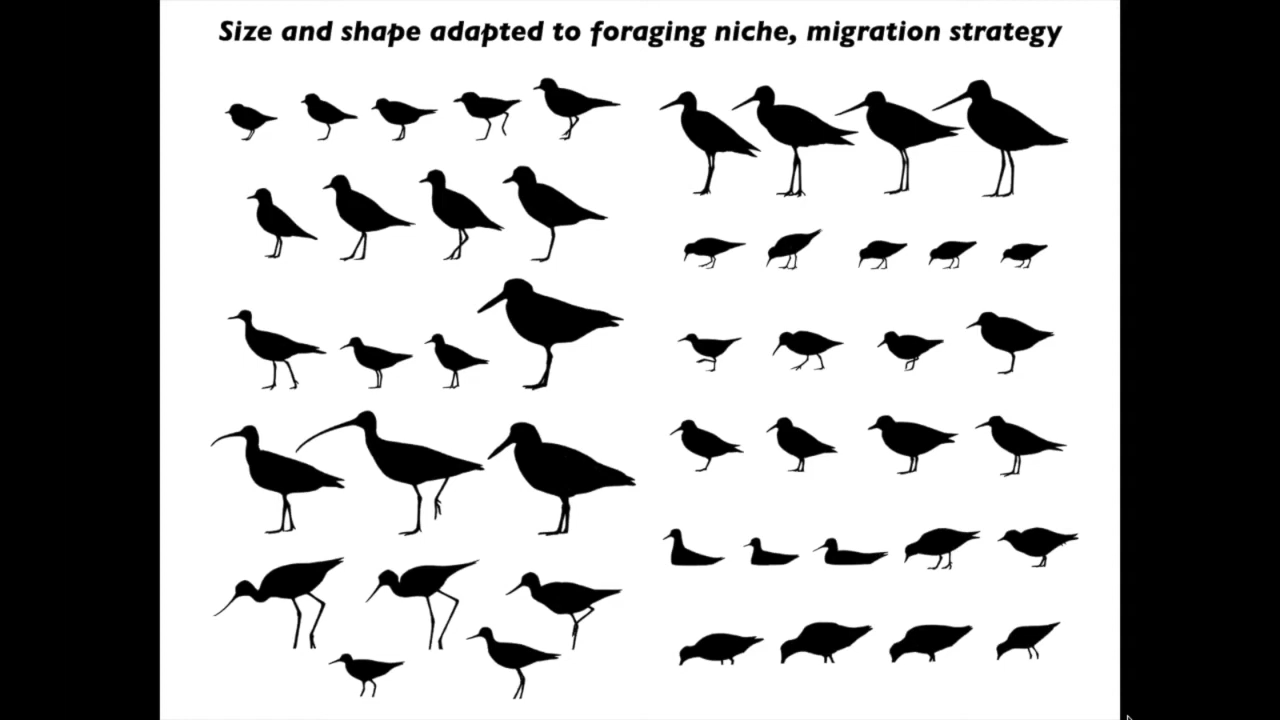 Size and shape adapted to foraging niche, migration strategy